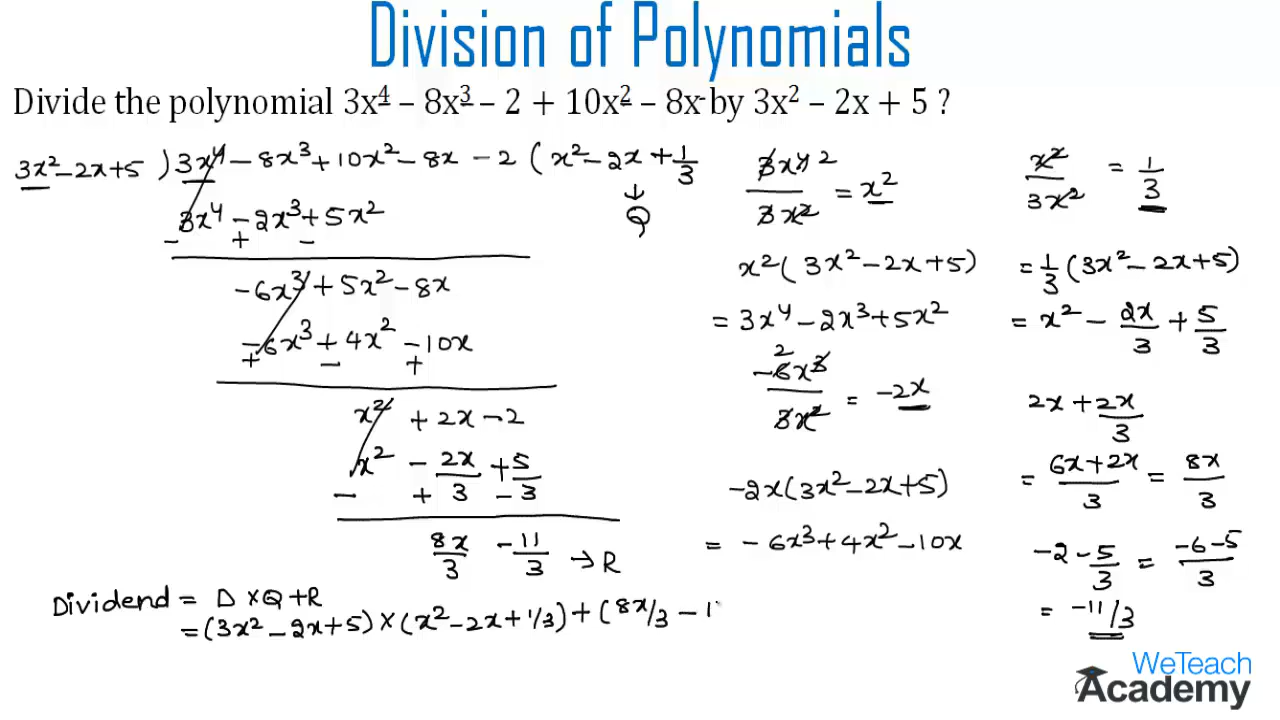 Division of Polynomials
Divide the polynomial 3x⁴ – 8x³ – 2 + 10x² – 8x by 3x² – 2x + 5 ?
3x² – 2x + 5 ) 3x⁴ – 8x³ + 10x² – 8x – 2 ( x² – 2x + 1/3
↓
Q
3x⁴ – 2x³ + 5x²
– + –
–6x³ + 5x² – 8x
–6x³ + 4x² – 10x
+ – +
x² + 2x – 2
x² – 2x/3 + 5/3
– + –
8x/3 – 11/3 → R
Dividend = D × Q + R
= (3x² – 2x + 5) × (x² – 2x + 1/3) + (8x/3 – 1
3x⁴ 2 / 3x² = x²
x² (3x² – 2x + 5)
= 3x⁴ – 2x³ + 5x²
2
–6x³ / 3x² = –2x
–2x (3x² – 2x + 5)
= – 6x³ + 4x² – 10x
x² / 3x² = 1/3
= 1/3 (3x² – 2x + 5)
= x² – 2x/3 + 5/3
2x + 2x/3
= 6x + 2x / 3 = 8x/3
–2 – 5/3 = –6 – 5 / 3
= –11/3
WeTeach
Academy